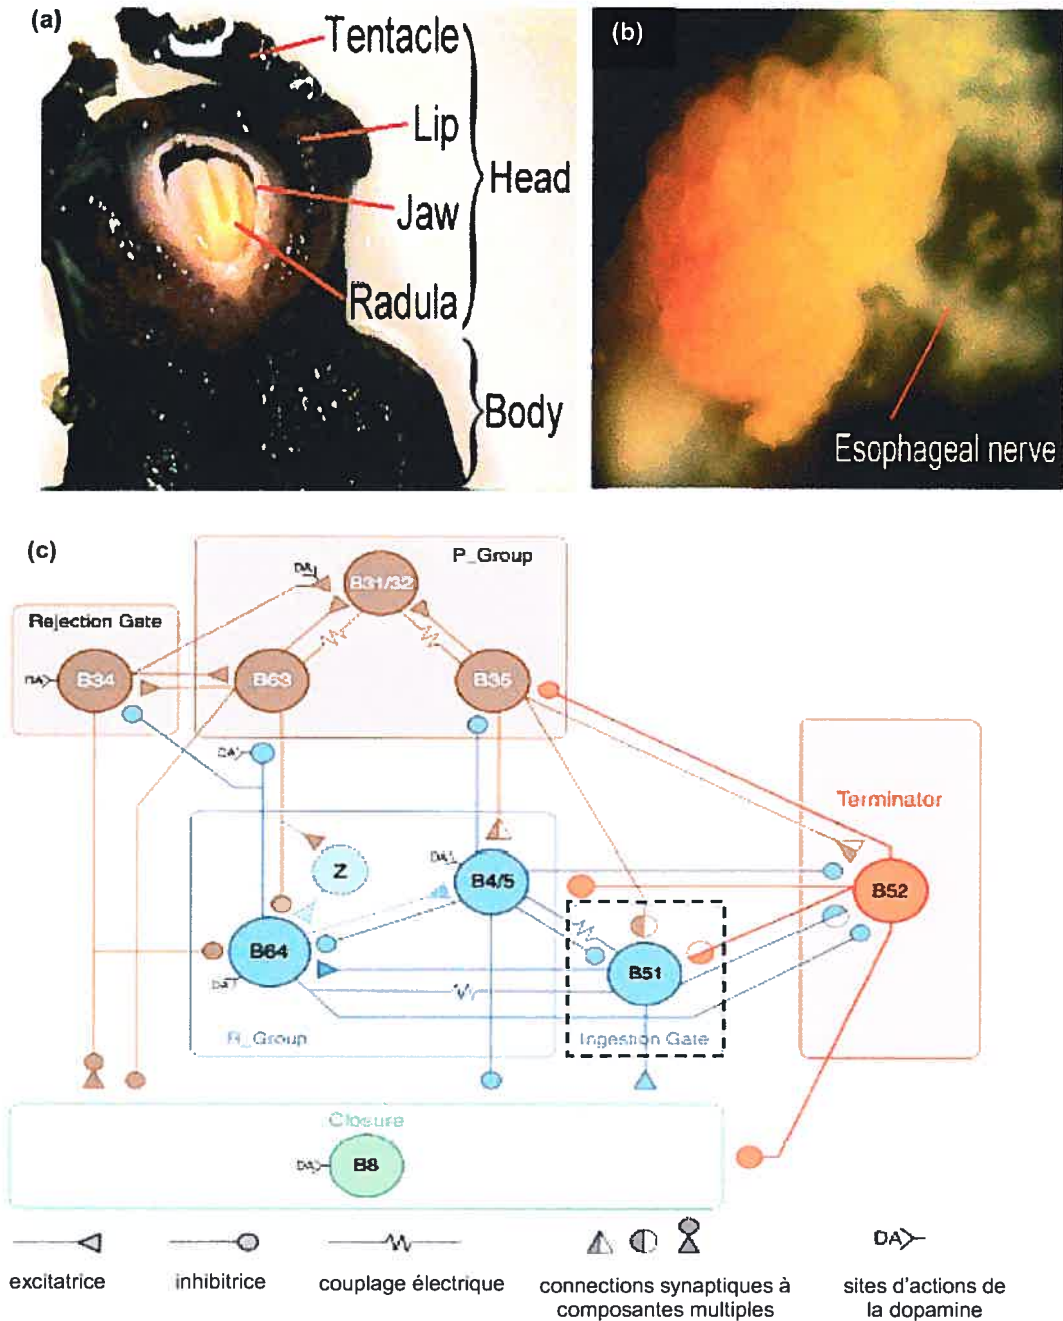 (a)
Tentacle
Lip
Jaw
Radula
Head
Body
(b)
Esophageal nerve
(c)
P_Group
DA
B31/32
Rejection Gate
DA
B34
B63
B35
DA
Terminator
Z
DA
B4/5
B52
B64
DA
B51
Ingestion Gate
R_Group
Closure
DA
B8
DA
excitatrice
inhibitrice
couplage électrique
connections synaptiques à
composantes multiples
sites d'actions de
la dopamine